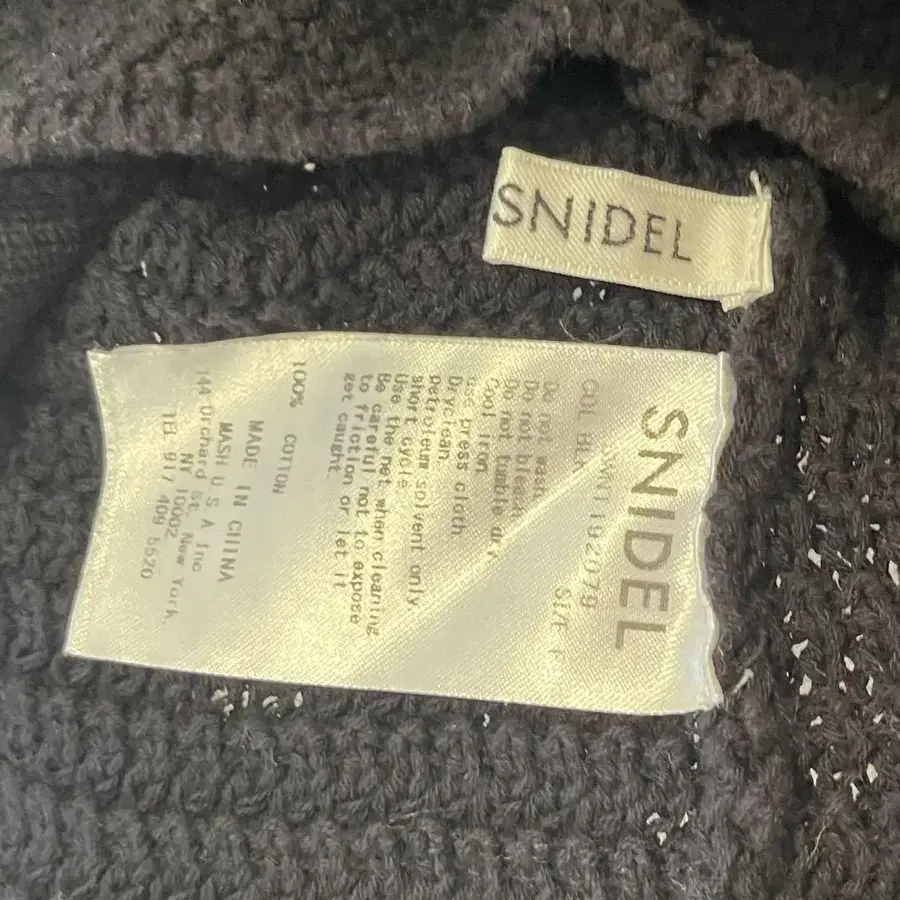 SNIDEL
SNIDEL
COL BLK SIZE F
Do not wash
Do not bleach
Do not tumble dry
Cool iron
Use press cloth
Dryclean
Petroleum solvent only
short cycle
Use the net when cleaning
Be careful not to expose
to friction or let it
get caught.
100% COTTON
MADE IN CHINA
MASH U S A Inc
144 Orchard St. New York,
NY 10002
TEL 917 409 5520